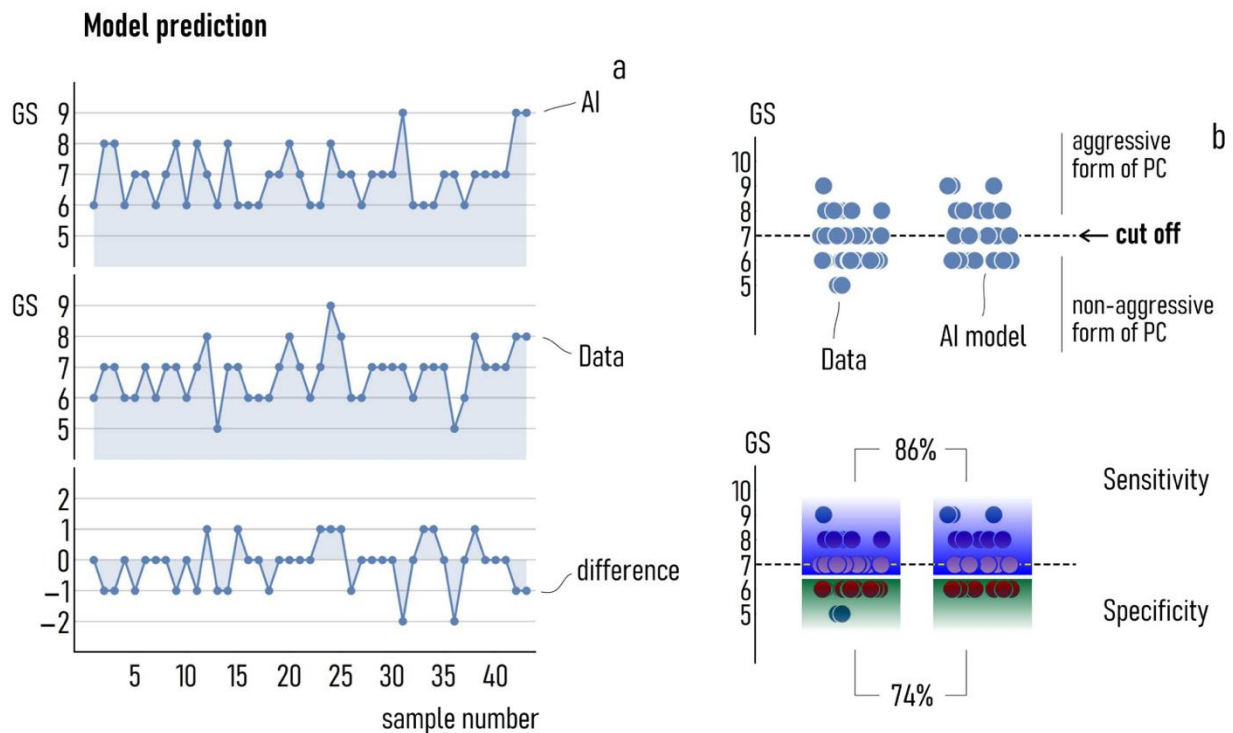 Model prediction
a
GS
9
8
7
6
5
AI
GS
9
8
7
6
5
Data
2
1
0
−1
−2
difference
5 10 15 20 25 30 35 40
sample number
b
GS
10
9
8
7
6
5
aggressive
form of PC
← cut off
non-aggressive
form of PC
Data
AI model
GS
10
9
8
7
6
5
86%
Sensitivity
Specificity
74%